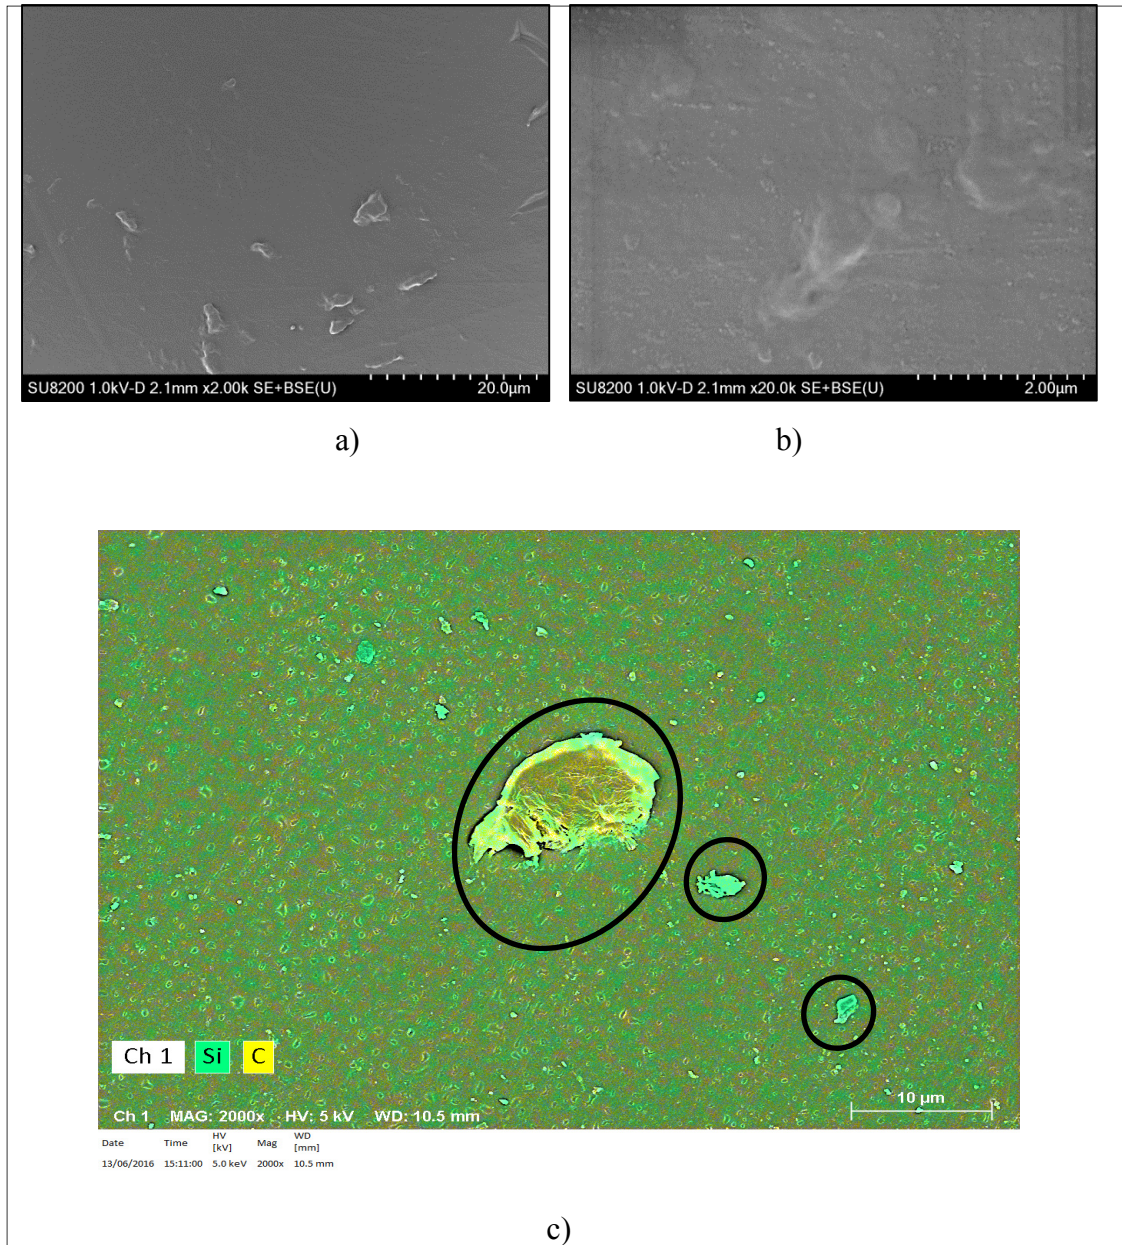 SU8200 1.0kV-D 2.1mm x2.00k SE+BSE(U) 20.0µm
SU8200 1.0kV-D 2.1mm x20.0k SE+BSE(U) 2.00µm
a)
b)
Ch 1 Si C
Ch 1 MAG: 2000x HV: 5 kV WD: 10.5 mm
10 µm
Date Time HV [kV] Mag WD [mm]
13/06/2016 15:11:00 5.0 keV 2000x 10.5 mm
c)